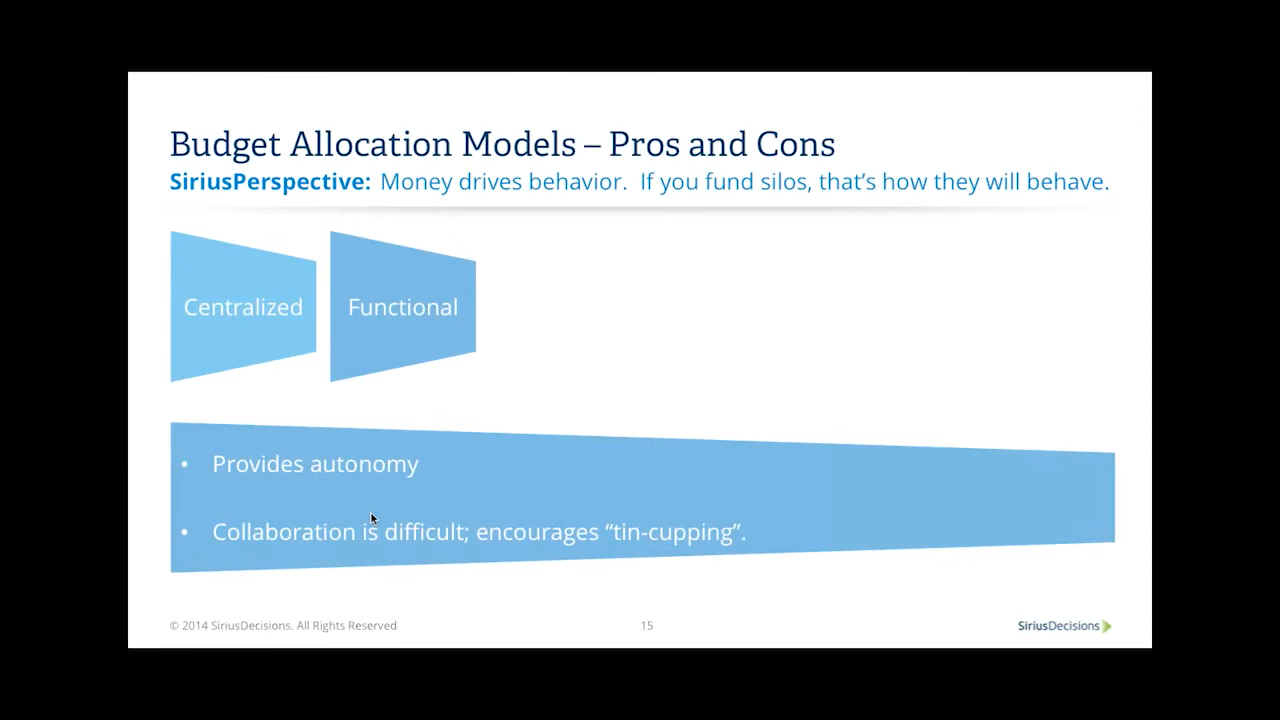 Budget Allocation Models – Pros and Cons
SiriusPerspective: Money drives behavior. If you fund silos, that’s how they will behave.
Centralized
Functional
• Provides autonomy
• Collaboration is difficult; encourages “tin-cupping”.
© 2014 SiriusDecisions. All Rights Reserved
15
SiriusDecisions